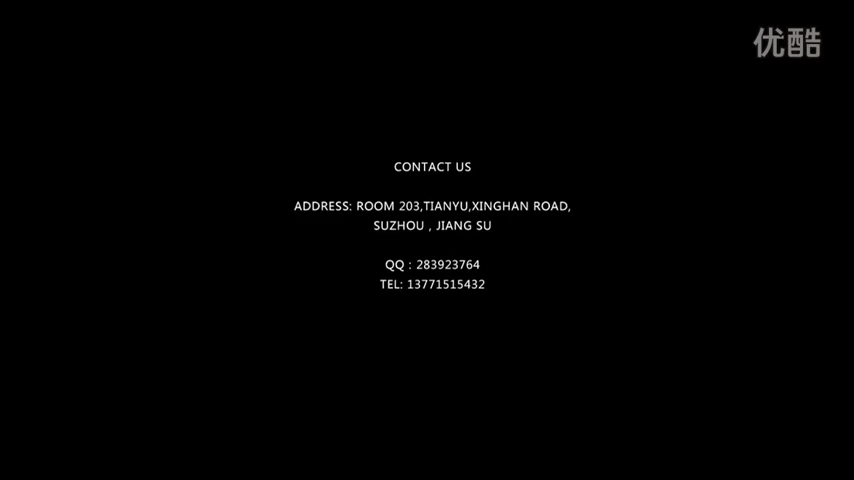 优酷
CONTACT US
ADDRESS: ROOM 203,TIANYU,XINGHAN ROAD,
SUZHOU , JIANG SU
QQ : 283923764
TEL: 13771515432